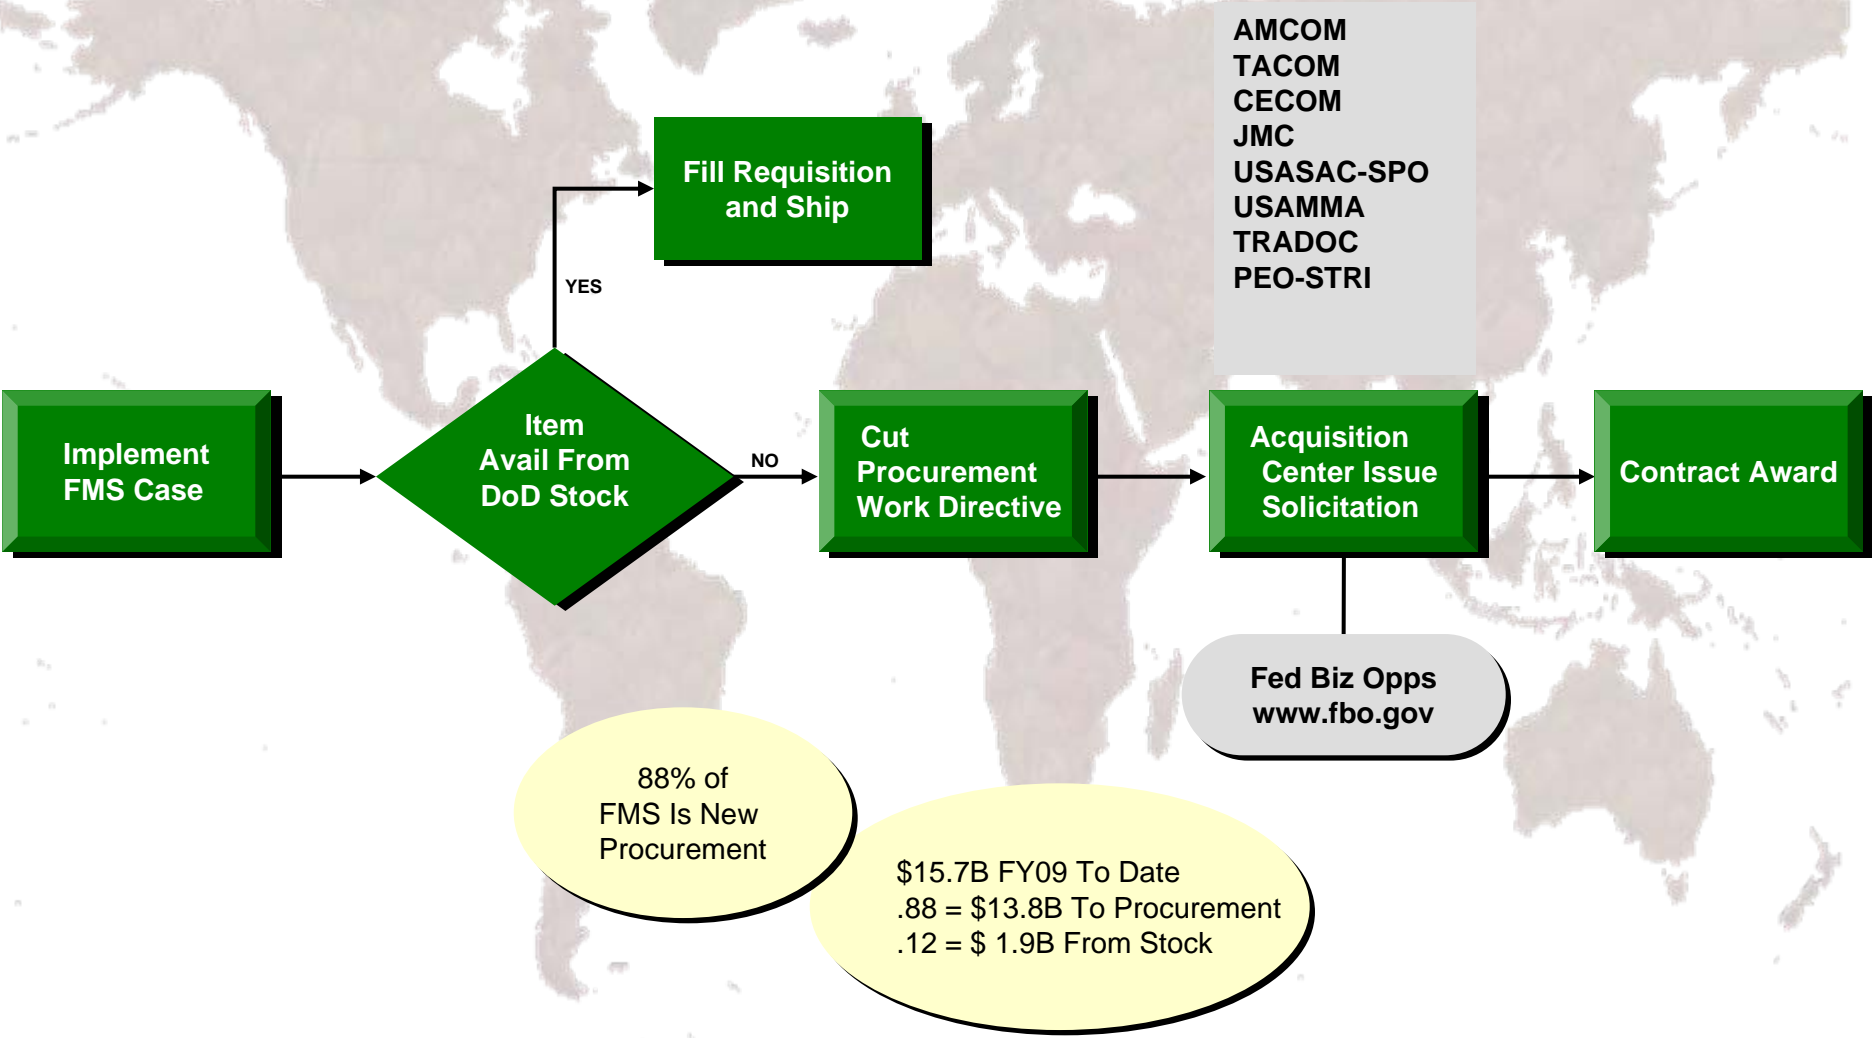 AMCOM
TACOM
CECOM
JMC
USASAC-SPO
USAMMA
TRADOC
PEO-STRI
Fill Requisition
and Ship
YES
Implement
FMS Case
Item
Avail From
DoD Stock
NO
Cut
Procurement
Work Directive
Acquisition
Center Issue
Solicitation
Contract Award
Fed Biz Opps
www.fbo.gov
88% of
FMS Is New
Procurement
$15.7B FY09 To Date
.88 = $13.8B To Procurement
.12 = $ 1.9B From Stock